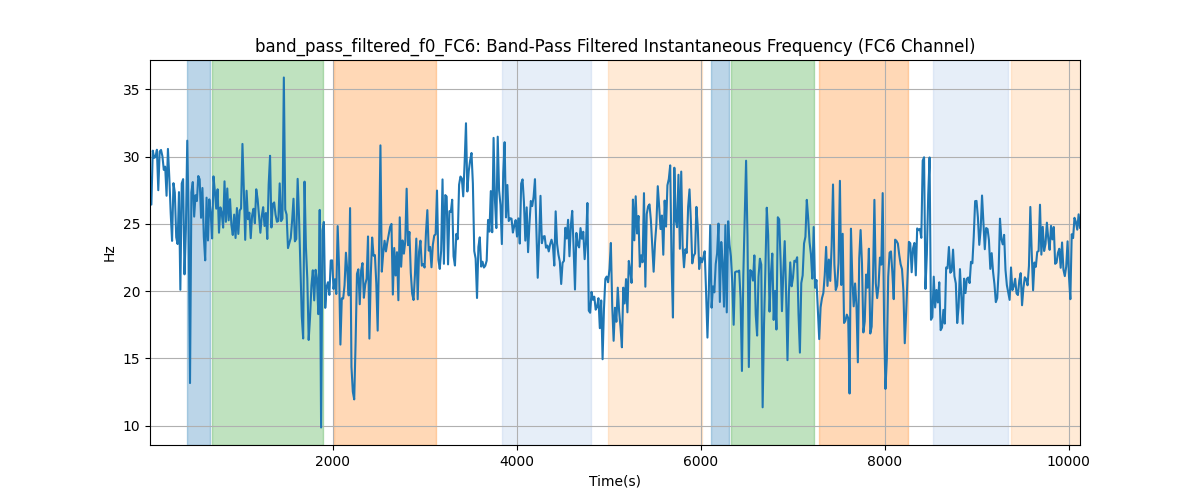 band_pass_filtered_f0_FC6: Band-Pass Filtered Instantaneous Frequency (FC6 Channel)
35
30
25
20
15
10
Hz
2000 4000 6000 8000 10000
Time(s)